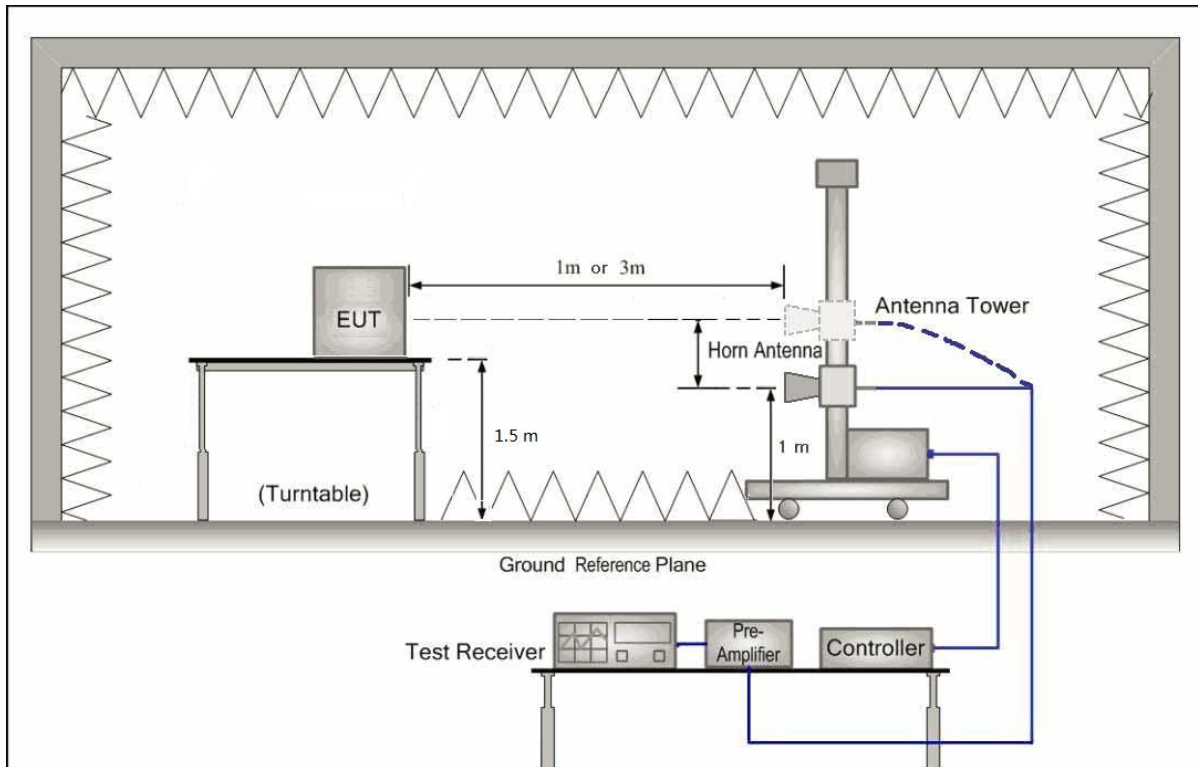 1m or 3m
EUT
Antenna Tower
Horn Antenna
1.5 m
1 m
(Turntable)
Ground Reference Plane
Test Receiver
Pre-
Amplifier
Controller